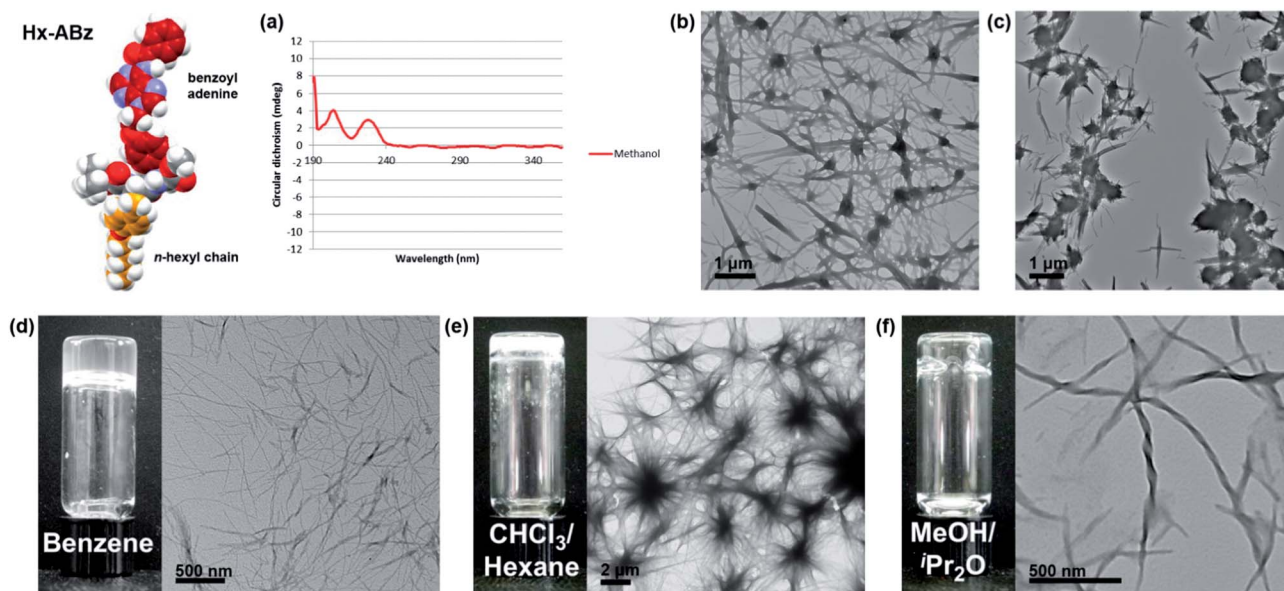 Hx-ABz
benzoyl
adenine
n-hexyl chain
(a)
12
10
8
6
4
2
0
-2
-4
-6
-8
-10
-12
Circular dichroism (mdeg)
190 240 290 340
Wavelength (nm)
Methanol
(b)
1 μm
(c)
1 μm
(d)
Benzene
500 nm
(e)
CHCl₃/
Hexane
2 μm
(f)
MeOH/
ⁱPr₂O
500 nm